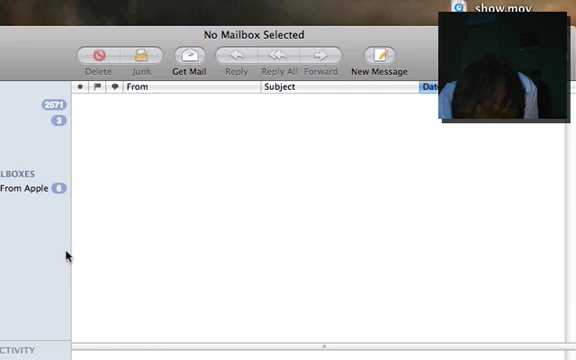 show.mov
No Mailbox Selected
Delete Junk Get Mail Reply Reply All Forward New Message
From Subject Date
2571
3
LBOXES
From Apple 6
CTIVITY